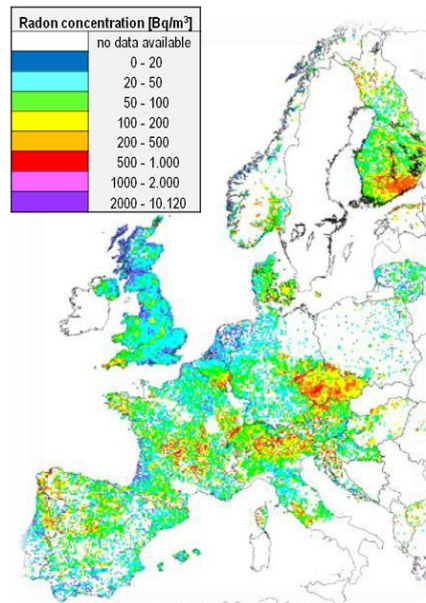 Radon concentration [Bq/m³]
no data available
0 - 20
20 - 50
50 - 100
100 - 200
200 - 500
500 - 1.000
1000 - 2.000
2000 - 10.120